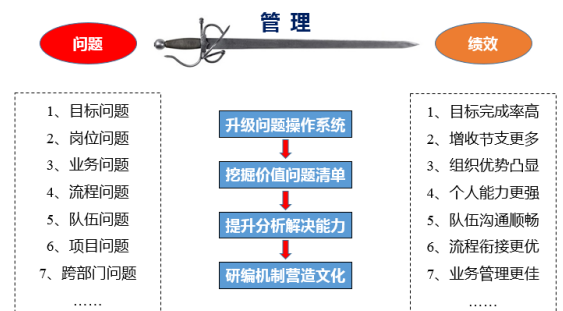 管 理
问题
绩效
1、目标问题
2、岗位问题
3、业务问题
4、流程问题
5、队伍问题
6、项目问题
7、跨部门问题
……
升级问题操作系统
挖掘价值问题清单
提升分析解决能力
研编机制营造文化
1、目标完成率高
2、增收节支更多
3、组织优势凸显
4、个人能力更强
5、队伍沟通顺畅
6、流程衔接更优
7、业务管理更佳
……